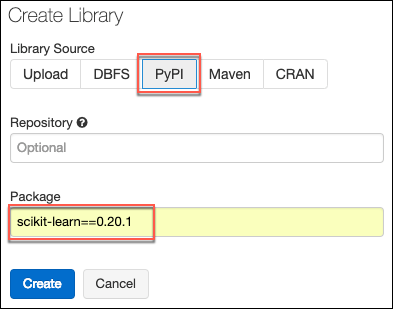 Create Library
Library Source
Upload DBFS PyPI Maven CRAN
Repository ?
Optional
Package
scikit-learn==0.20.1
Create Cancel